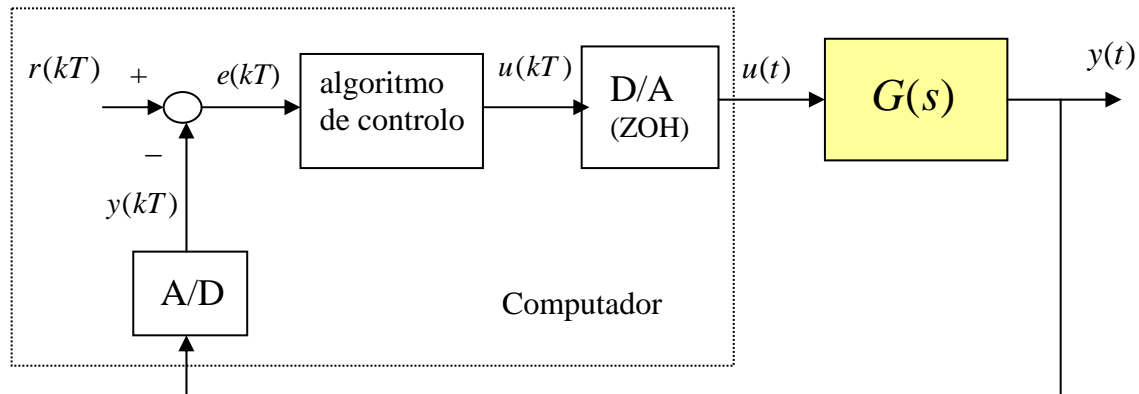 r(kT)
+
e(kT)
algoritmo
de controlo
u(kT)
D/A
(ZOH)
u(t)
G(s)
y(t)
−
y(kT)
A/D
Computador